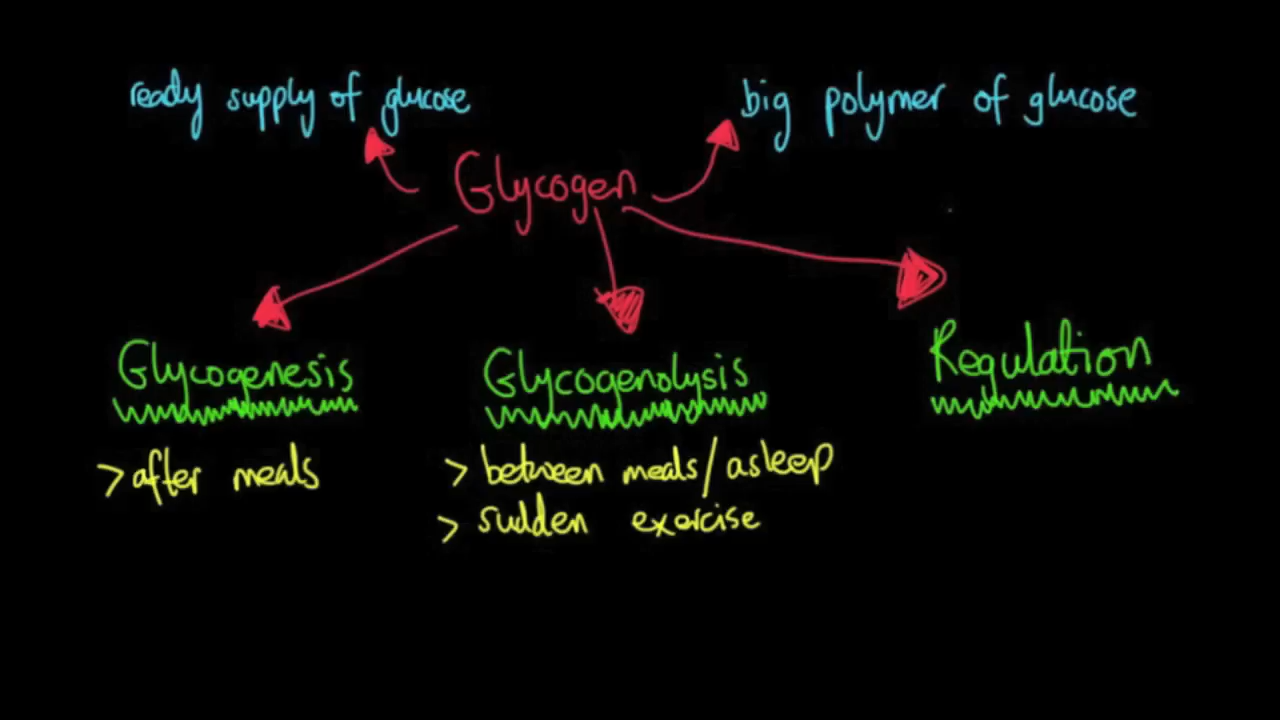 ready supply of glucose
big polymer of glucose
Glycogen
Glycogenesis
Glycogenolysis
Regulation
> after meals
> between meals/asleep
> sudden exercise